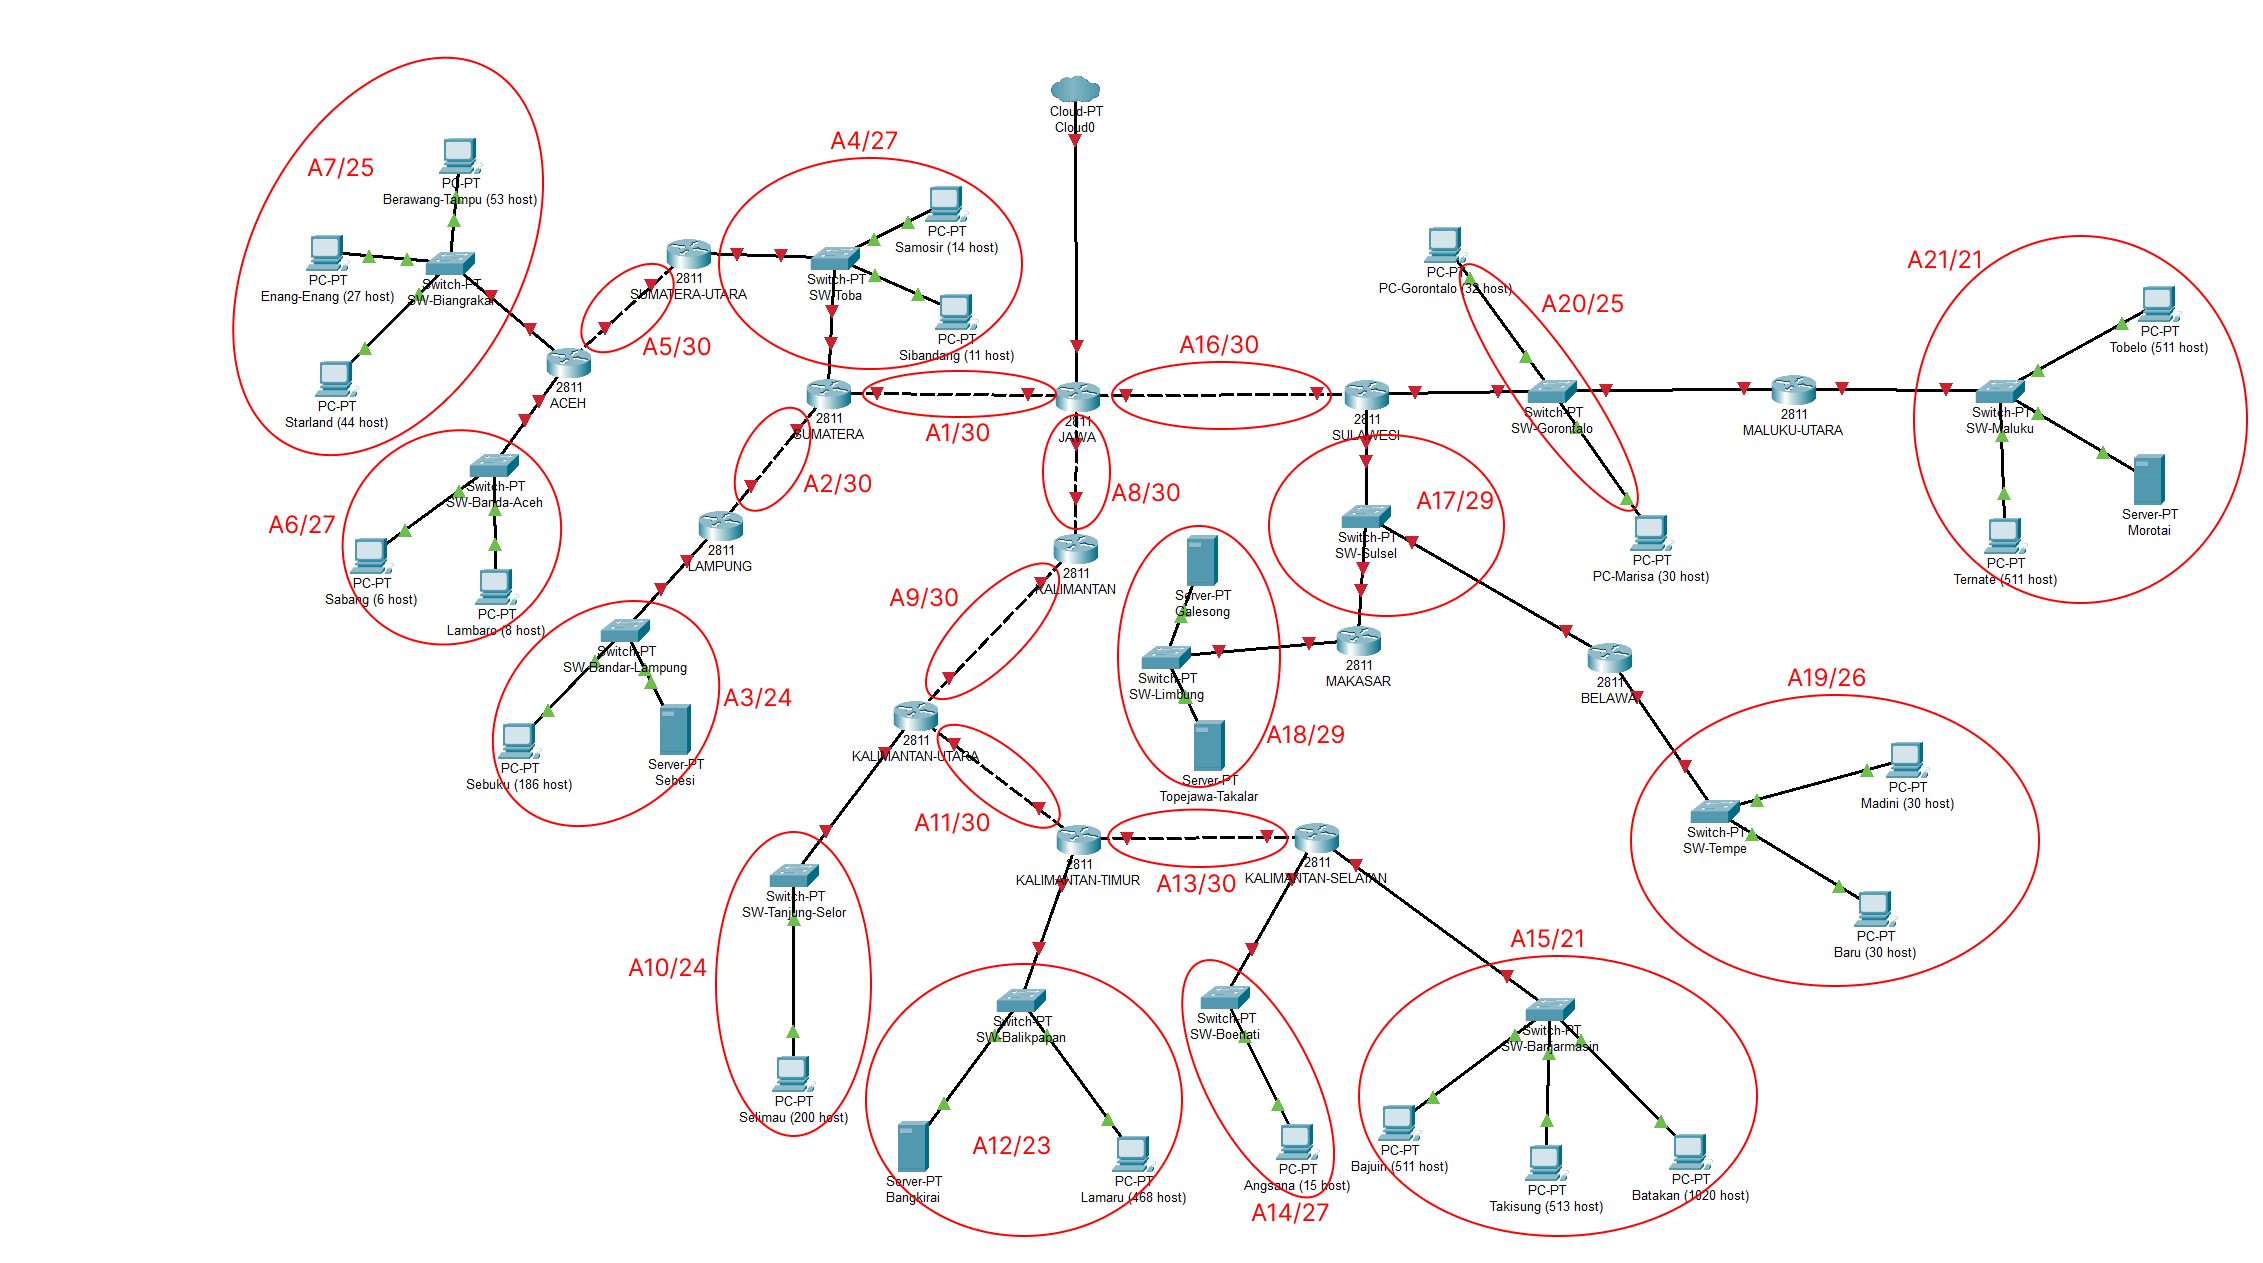 Cloud-PT
Cloud0
A7/25
PC-PT
Berawang-Tampu (53 host)
PC-PT
Enang-Enang (27 host)
Switch-PT
SW-Biangrakar
PC-PT
Starland (44 host)
2811
ACEH
2811
SUMATERA-UTARA
A5/30
A4/27
PC-PT
Samosir (14 host)
Switch-PT
SW-Toba
PC-PT
Sibandang (11 host)
2811
SUMATERA
A1/30
2811
JAWA
A16/30
2811
SULAWESI
PC-PT
PC-Gorontalo (32 host)
A20/25
Switch-PT
SW-Gorontalo
PC-PT
PC-Marisa (30 host)
2811
MALUKU-UTARA
A21/21
PC-PT
Tobelo (511 host)
Switch-PT
SW-Maluku
Server-PT
Morotai
PC-PT
Ternate (511 host)
A6/27
Switch-PT
SW-Banda-Aceh
PC-PT
Sabang (6 host)
PC-PT
Lambaro (8 host)
A2/30
2811
LAMPUNG
Switch-PT
SW-Bandar-Lampung
A3/24
PC-PT
Sebuku (186 host)
Server-PT
Sebesi
A8/30
2811
KALIMANTAN
A9/30
A17/29
Switch-PT
SW-Sulsel
Server-PT
Galesong
Switch-PT
SW-Limbung
2811
MAKASAR
A18/29
Server-PT
Topejawa-Takalar
2811
BELAWA
A19/26
PC-PT
Madini (30 host)
Switch-PT
SW-Tempe
PC-PT
Baru (30 host)
2811
KALIMANTAN-UTARA
A11/30
2811
KALIMANTAN-TIMUR
A13/30
2811
KALIMANTAN-SELATAN
A10/24
Switch-PT
SW-Tanjung-Selor
PC-PT
Selimau (200 host)
Switch-PT
SW-Balikpapan
A12/23
Server-PT
Bangkirai
PC-PT
Lamaru (468 host)
Switch-PT
SW-Boenati
PC-PT
Angsana (15 host)
A14/27
A15/21
Switch-PT
SW-Banjarmasin
PC-PT
Bajuin (511 host)
PC-PT
Takisung (513 host)
PC-PT
Batakan (1020 host)